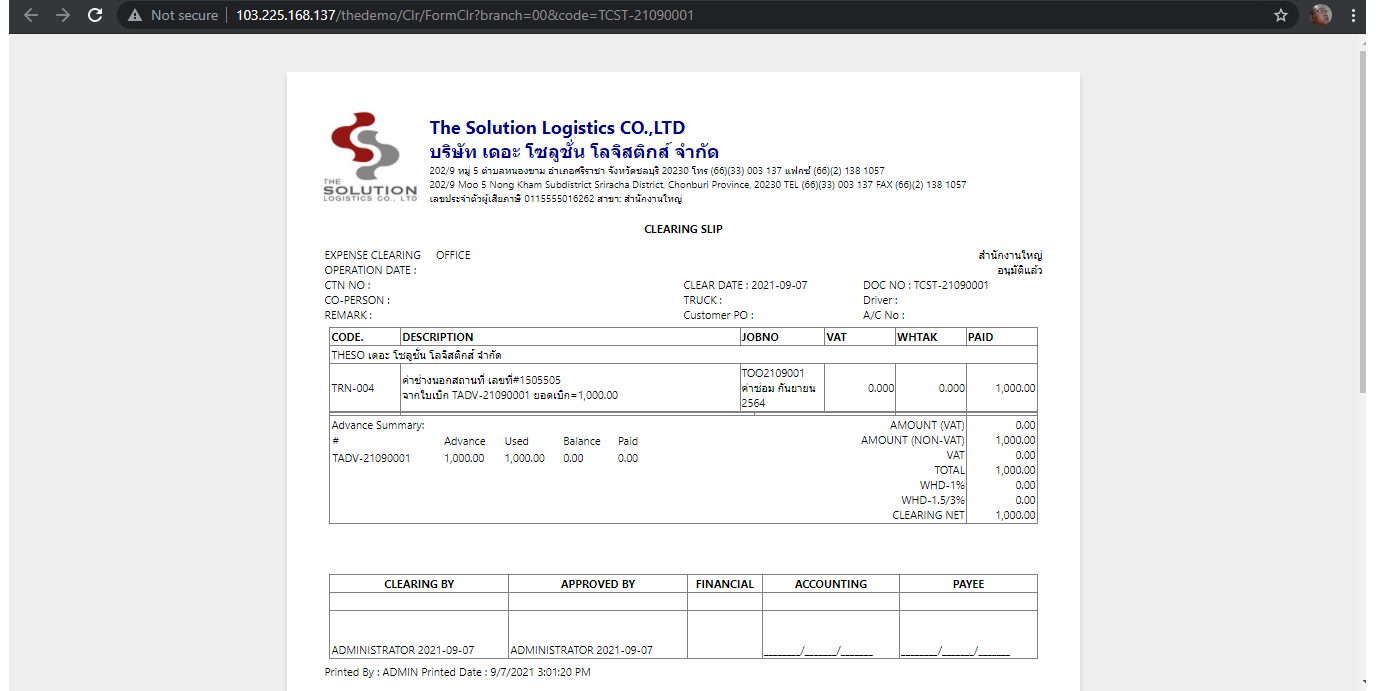 Not secure | 103.225.168.137/thedemo/Clr/FormClr?branch=00&code=TCST-21090001
THE
SOLUTION
LOGISTICS CO., LTD
The Solution Logistics CO.,LTD
บริษัท เดอะ โซลูชั่น โลจิสติกส์ จำกัด
202/9 หมู่ 5 ตำบลหนองขาม อำเภอศรีราชา จังหวัดชลบุรี 20230 โทร (66)(33) 003 137 แฟกซ์ (66)(2) 138 1057
202/9 Moo 5 Nong Kham Subdistrict Sriracha District, Chonburi Province, 20230 TEL (66)(33) 003 137 FAX (66)(2) 138 1057
เลขประจำตัวผู้เสียภาษี 0115555016262 สาขา: สำนักงานใหญ่
CLEARING SLIP
EXPENSE CLEARING OFFICE สำนักงานใหญ่
OPERATION DATE : อนุมัติแล้ว
CTN NO : CLEAR DATE : 2021-09-07 DOC NO : TCST-21090001
CO-PERSON : TRUCK : Driver :
REMARK : Customer PO : A/C No :
CODE. DESCRIPTION JOBNO VAT WHTAK PAID
THESO เดอะ โซลูชั่น โลจิสติกส์ จำกัด
TRN-004 ค่าช่างนอกสถานที่ เลขที่#1505505
จากใบเบิก TADV-21090001 ยอดเบิก=1,000.00
TOO2109001
ค่าซ่อม กันยายน
2564
0.000 0.000 1,000.00
Advance Summary: AMOUNT (VAT) 0.00
# Advance Used Balance Paid AMOUNT (NON-VAT) 1,000.00
TADV-21090001 1,000.00 1,000.00 0.00 0.00 VAT 0.00
TOTAL 1,000.00
WHD-1% 0.00
WHD-1.5/3% 0.00
CLEARING NET 1,000.00
CLEARING BY APPROVED BY FINANCIAL ACCOUNTING PAYEE
ADMINISTRATOR 2021-09-07 ADMINISTRATOR 2021-09-07 _______/______/______ _______/______/______
Printed By : ADMIN Printed Date : 9/7/2021 3:01:20 PM